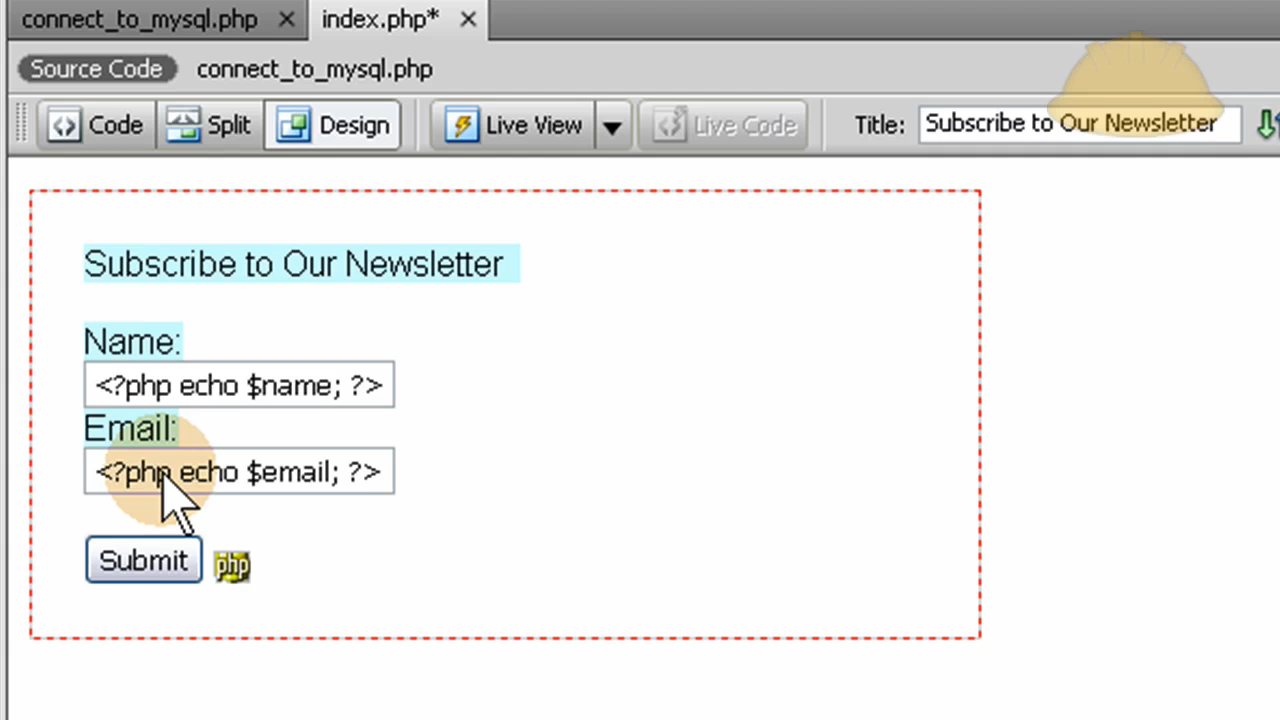 connect_to_mysql.php index.php*
Source Code connect_to_mysql.php
Code Split Design Live View Live Code Title: Subscribe to Our Newsletter
Subscribe to Our Newsletter
Name:
<?php echo $name; ?>
Email:
<?php echo $email; ?>
Submit php